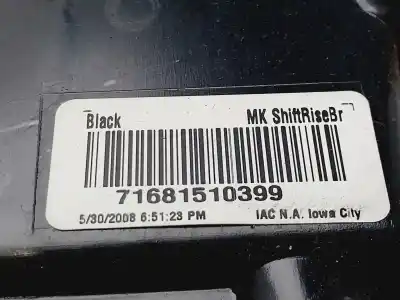 Black MK ShiftRiseBr
71681510399
5/30/2008 6:51:23 PM IAC N.A. Iowa City